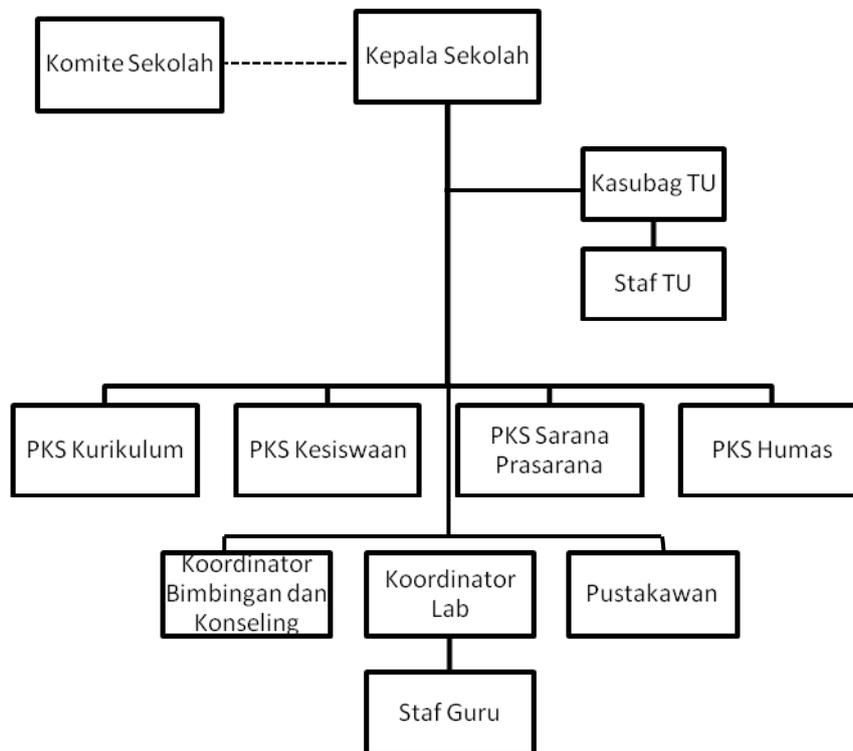 Komite Sekolah
Kepala Sekolah
Kasubag TU
Staf TU
PKS Kurikulum
PKS Kesiswaan
PKS Sarana
Prasarana
PKS Humas
Koordinator
Bimbingan dan
Konseling
Koordinator
Lab
Pustakawan
Staf Guru